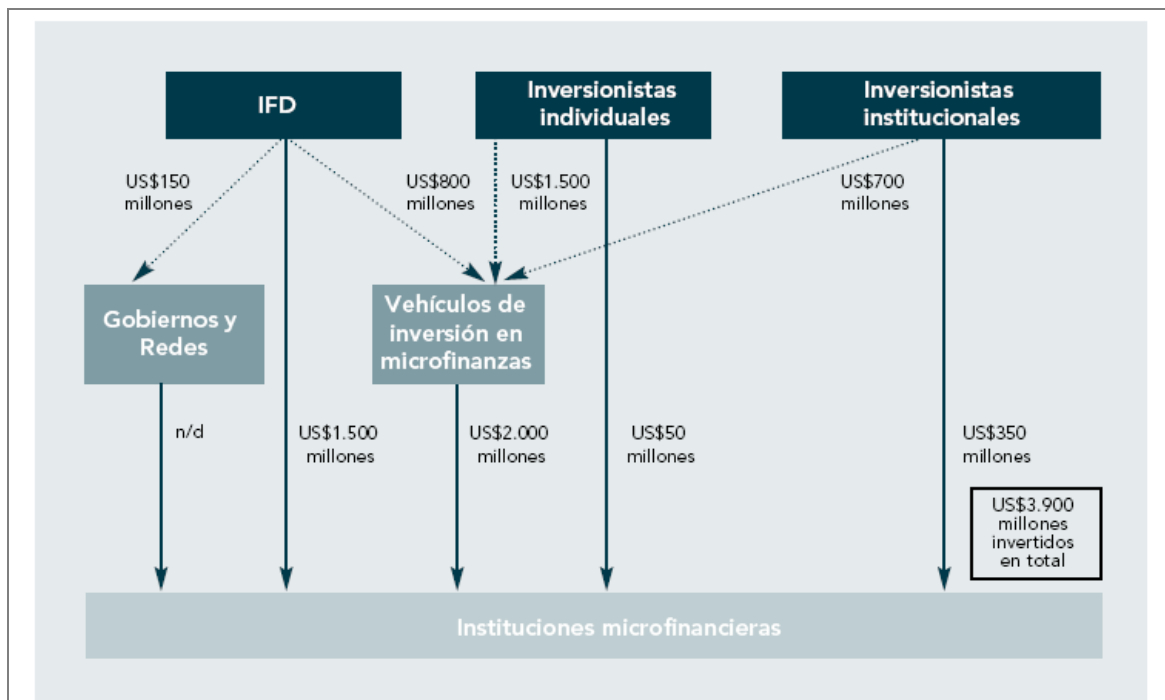 IFD
Inversionistas
individuales
Inversionistas
institucionales
US$150
millones
US$800
millones
US$1.500
millones
US$700
millones
Gobiernos y
Redes
Vehículos de
inversión en
microfinanzas
n/d
US$1.500
millones
US$2.000
millones
US$50
millones
US$350
millones
US$3.900
millones
invertidos
en total
Instituciones microfinancieras